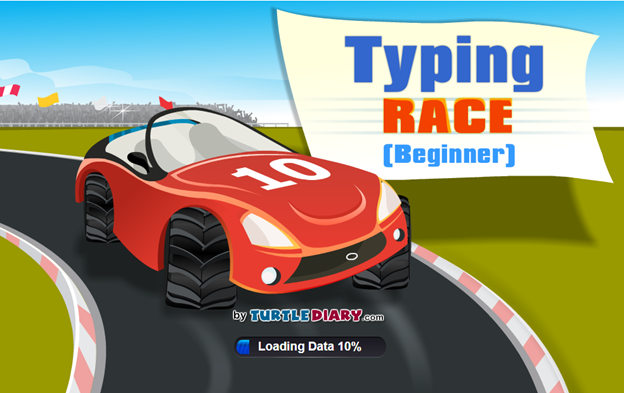 Typing
RACE
(Beginner)
10
by TURTLEDIARY.com
Loading Data 10%